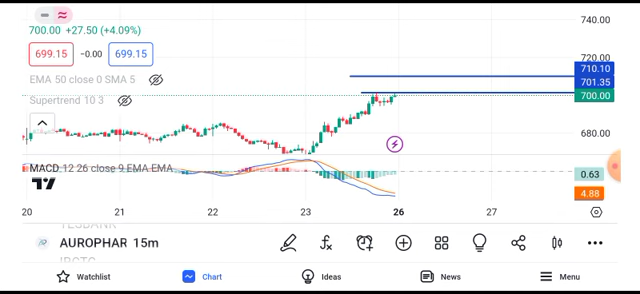 740.00
700.00 +27.50 (+4.09%)
720.00
699.15 −0.00 699.15
710.10
EMA 50 close 0 SMA 5
701.35
700.00
Supertrend 10 3
680.00
MACD 12 26 close 9 EMA EMA
0.63
4.88
20 21 22 23 26 27
YESBANK
AUROPHAR 15m
IRCTC
Watchlist Chart Ideas News Menu